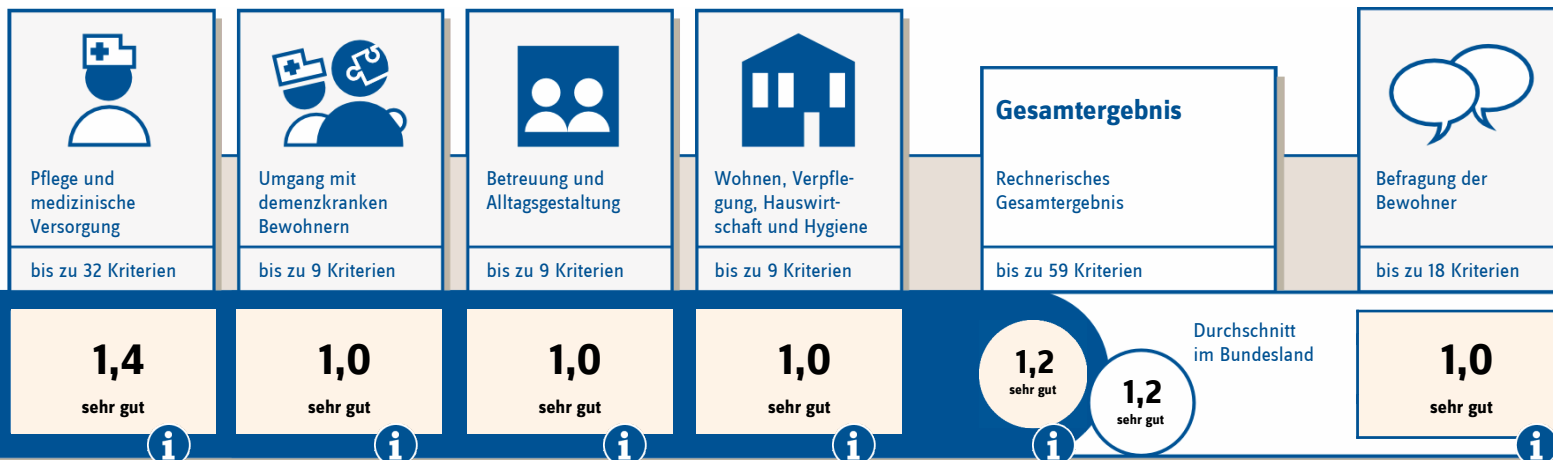 Pflege und
medizinische
Versorgung
bis zu 32 Kriterien
1,4
sehr gut
i
Umgang mit
demenzkranken
Bewohnern
bis zu 9 Kriterien
1,0
sehr gut
i
Betreuung und
Alltagsgestaltung
bis zu 9 Kriterien
1,0
sehr gut
i
Wohnen, Verpfle-
gung, Hauswirt-
schaft und Hygiene
bis zu 9 Kriterien
1,0
sehr gut
i
Gesamtergebnis
Rechnerisches
Gesamtergebnis
bis zu 59 Kriterien
1,2
sehr gut
i
Durchschnitt
im Bundesland
1,2
sehr gut
Befragung der
Bewohner
bis zu 18 Kriterien
1,0
sehr gut
i